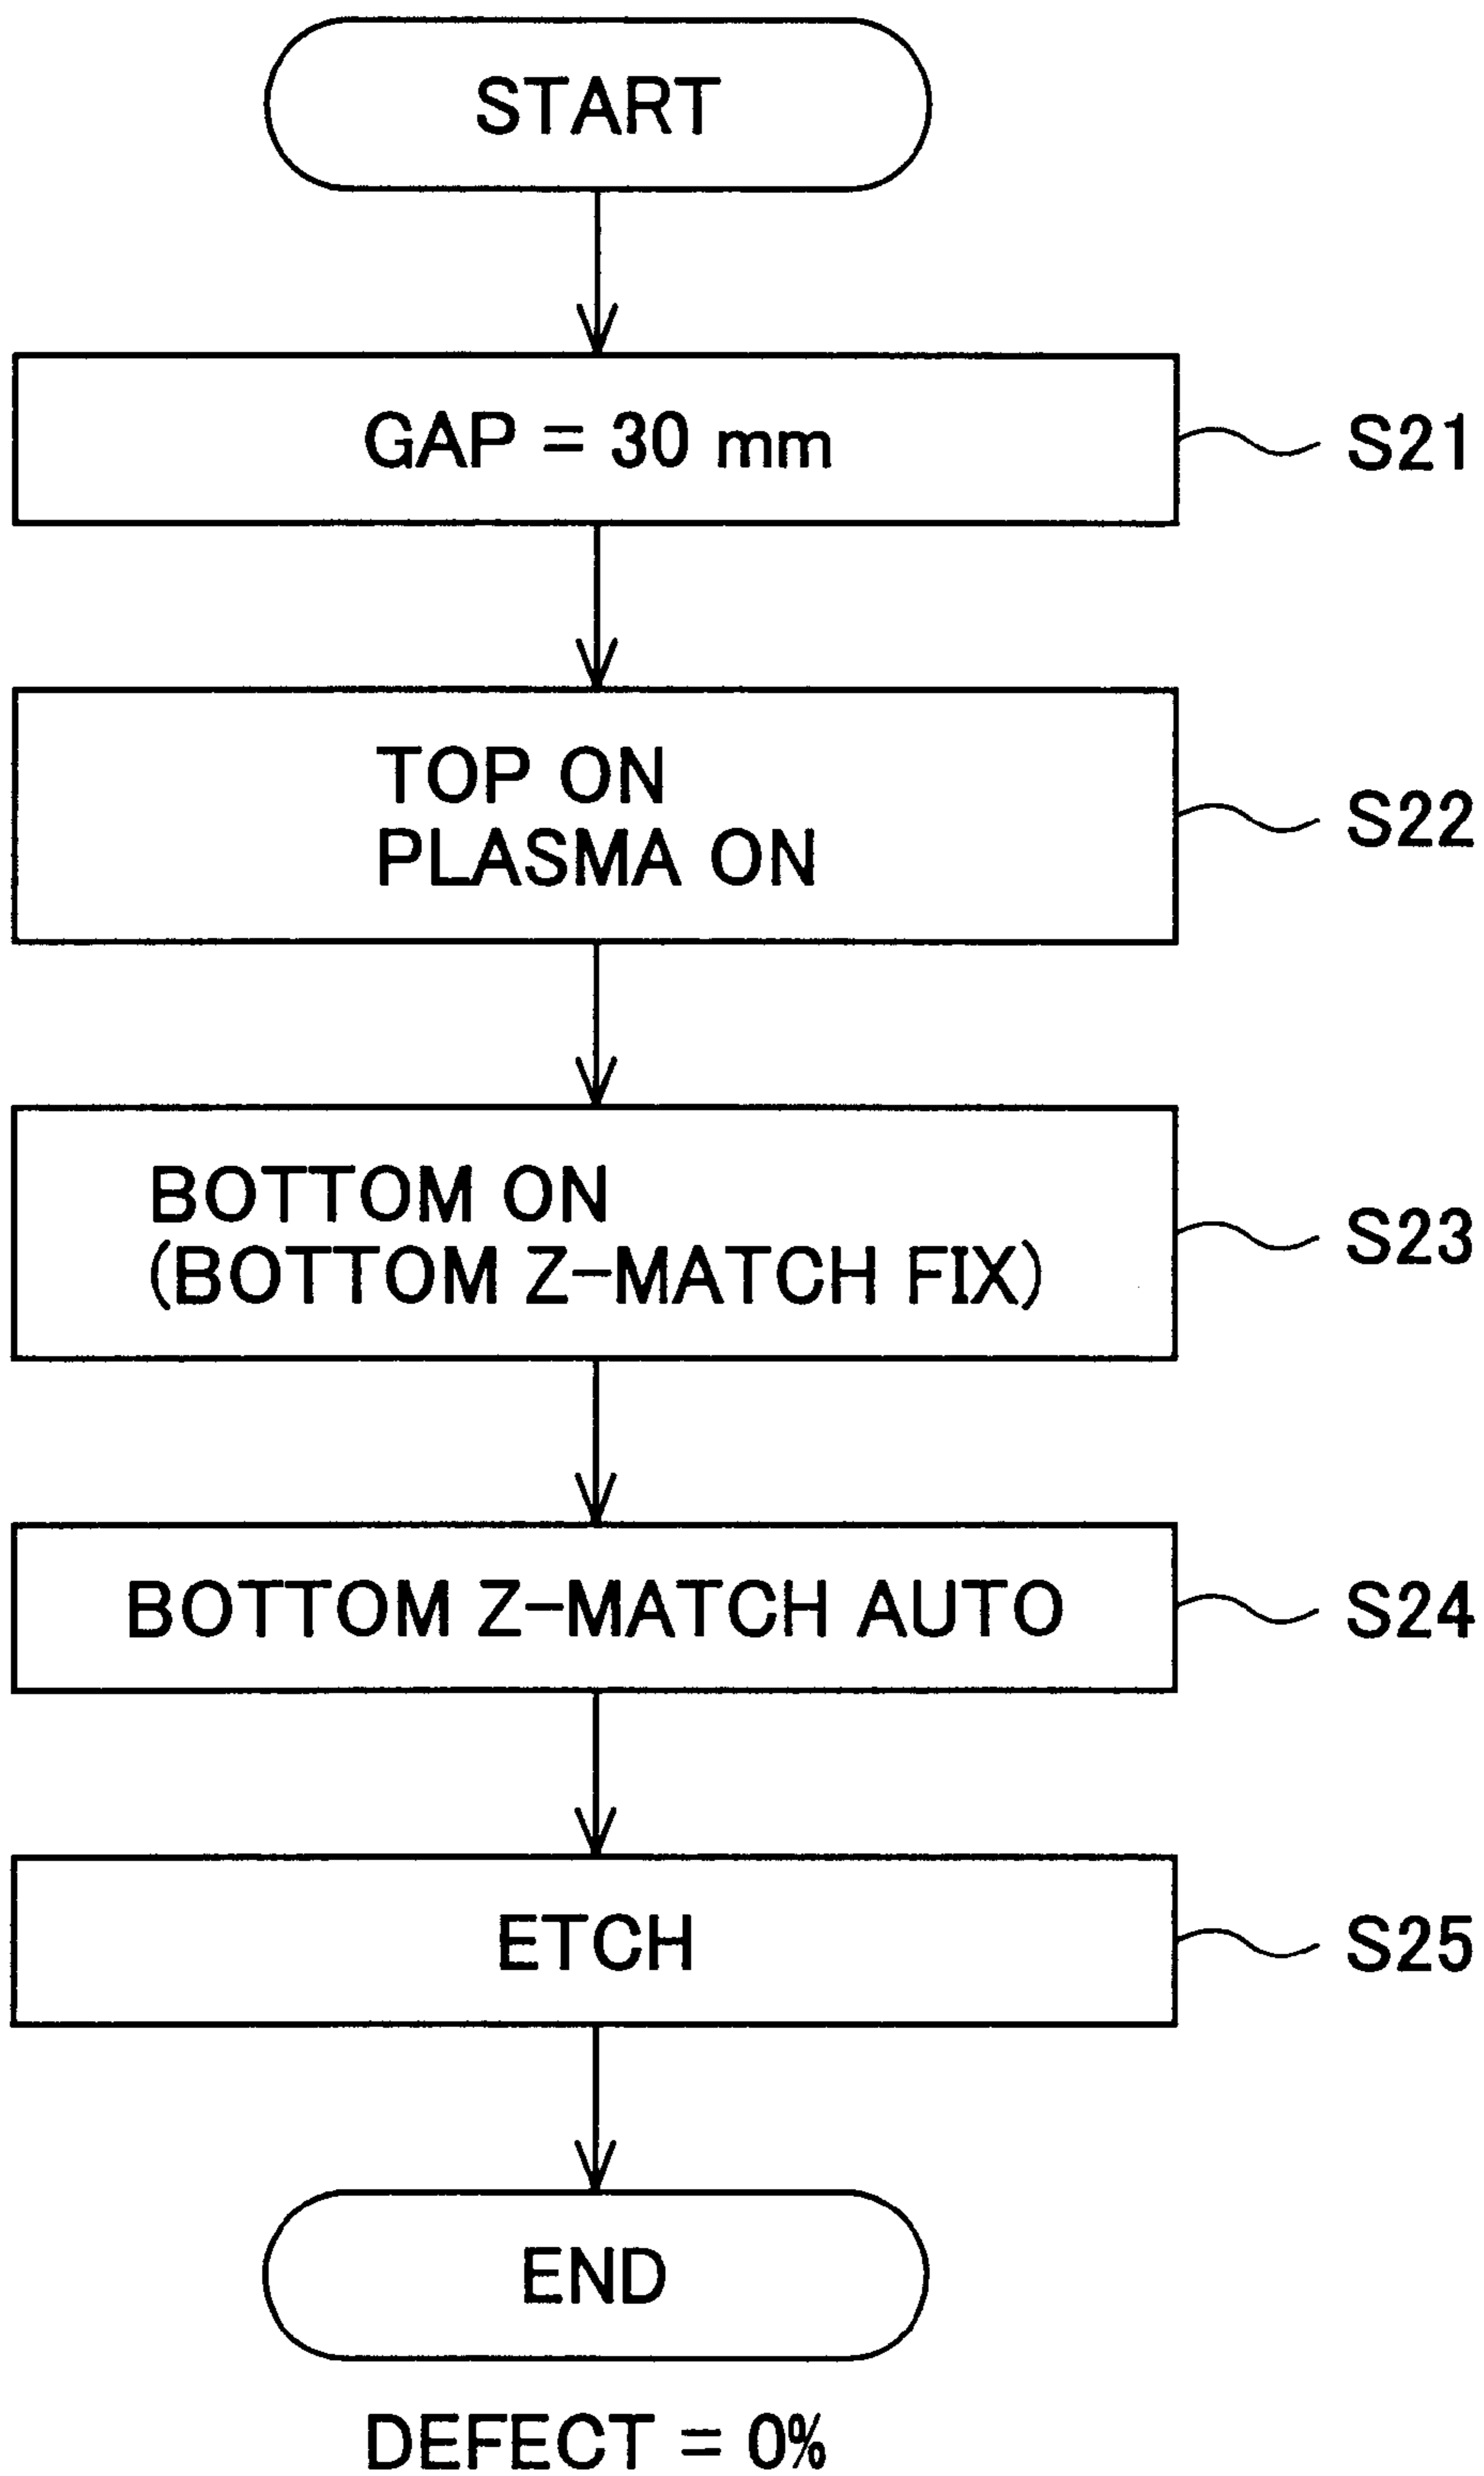 START
GAP = 30 mm
S21
TOP ON
PLASMA ON
S22
BOTTOM ON
(BOTTOM Z-MATCH FIX)
S23
BOTTOM Z-MATCH AUTO
S24
ETCH
S25
END
DEFECT = 0%